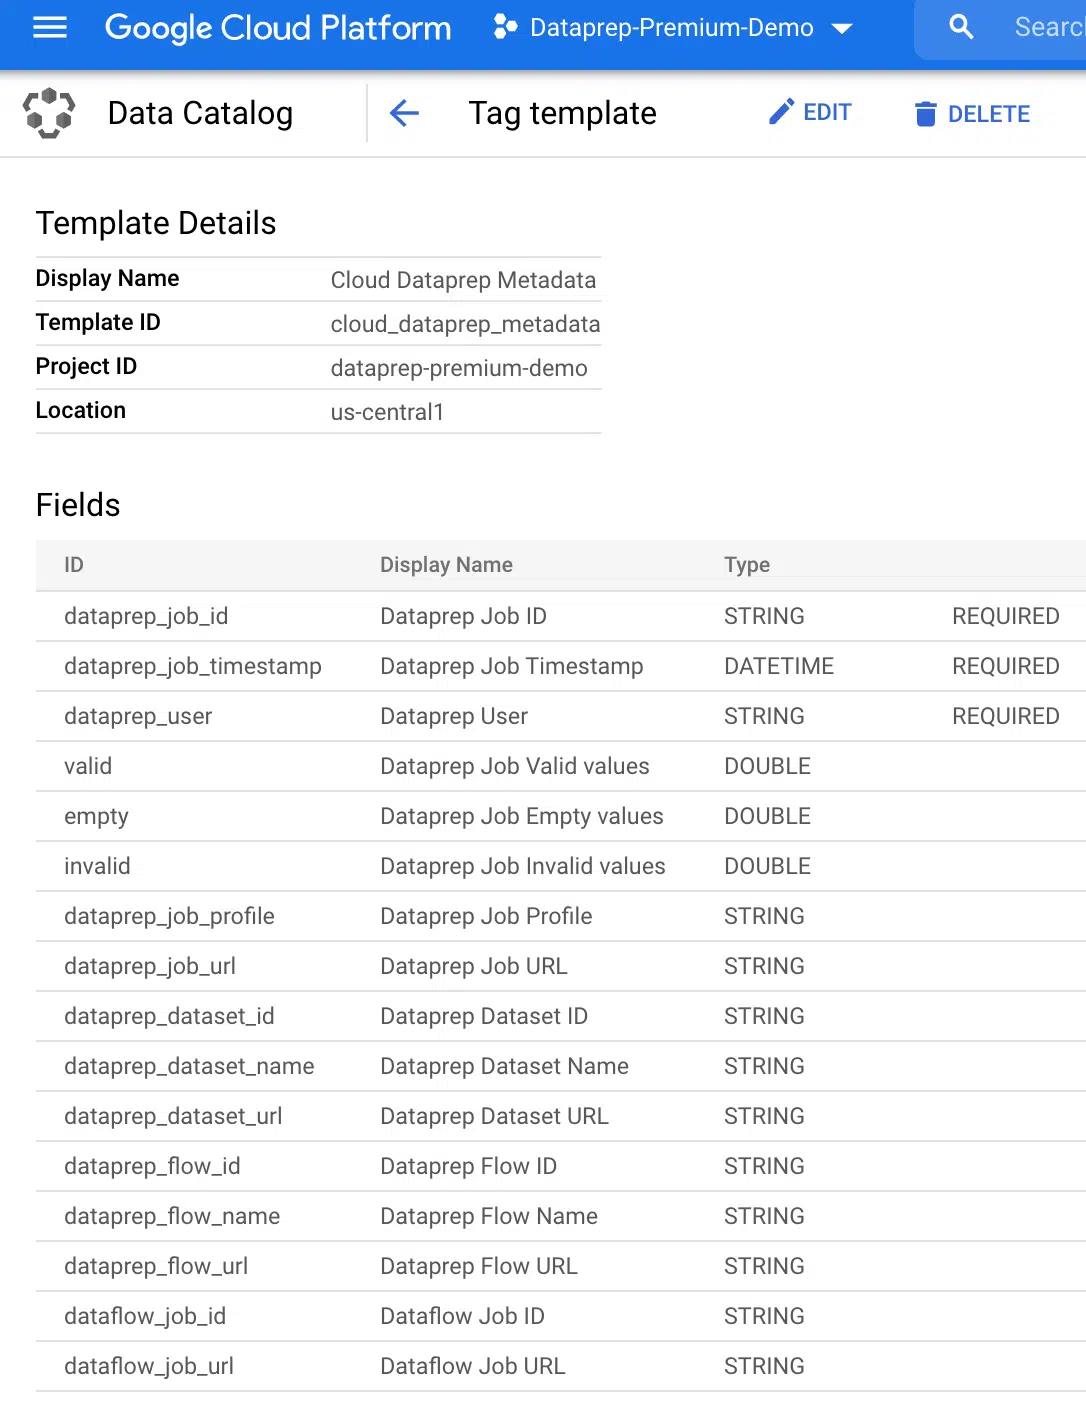 Google Cloud Platform Dataprep-Premium-Demo Searc
Data Catalog Tag template EDIT DELETE
Template Details
Display Name Cloud Dataprep Metadata
Template ID cloud_dataprep_metadata
Project ID dataprep-premium-demo
Location us-central1
Fields
ID Display Name Type
dataprep_job_id Dataprep Job ID STRING REQUIRED
dataprep_job_timestamp Dataprep Job Timestamp DATETIME REQUIRED
dataprep_user Dataprep User STRING REQUIRED
valid Dataprep Job Valid values DOUBLE
empty Dataprep Job Empty values DOUBLE
invalid Dataprep Job Invalid values DOUBLE
dataprep_job_profile Dataprep Job Profile STRING
dataprep_job_url Dataprep Job URL STRING
dataprep_dataset_id Dataprep Dataset ID STRING
dataprep_dataset_name Dataprep Dataset Name STRING
dataprep_dataset_url Dataprep Dataset URL STRING
dataprep_flow_id Dataprep Flow ID STRING
dataprep_flow_name Dataprep Flow Name STRING
dataprep_flow_url Dataprep Flow URL STRING
dataflow_job_id Dataflow Job ID STRING
dataflow_job_url Dataflow Job URL STRING